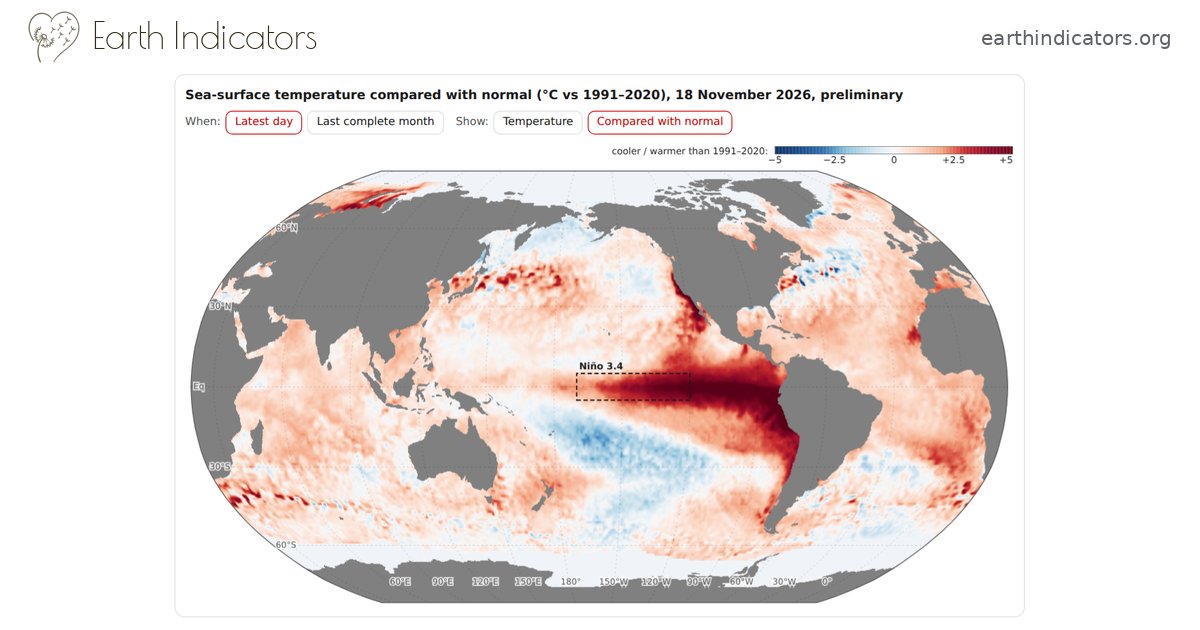 Earth Indicators
earthindicators.org
Sea-surface temperature compared with normal (°C vs 1991–2020), 18 November 2026, preliminary
When: Latest day Last complete month Show: Temperature Compared with normal
cooler / warmer than 1991–2020:
−5 −2.5 0 +2.5 +5
60°N
30°N
Niño 3.4
Eq
30°S
60°S
60°E 90°E 120°E 150°E 180° 150°W 120°W 90°W 60°W 30°W 0°